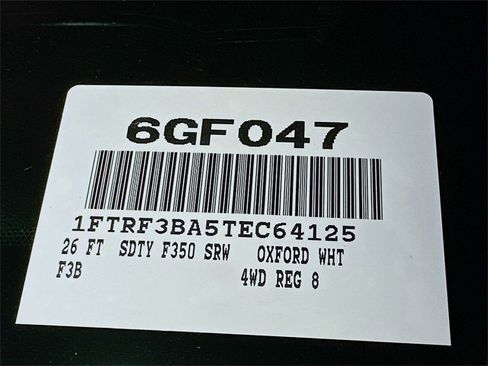 6GF047
1FTRF3BA5TEC64125
26 FT SDTY F350 SRW OXFORD WHT
F3B 4WD REG 8